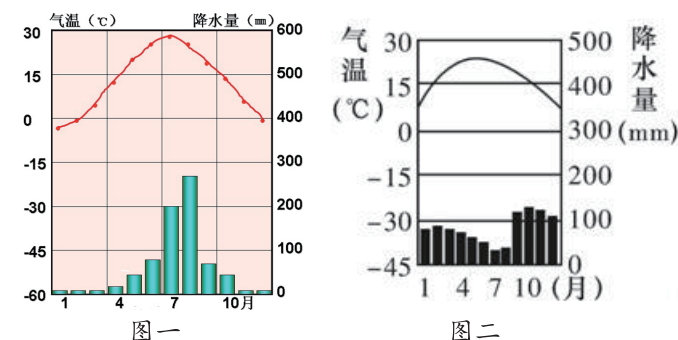 气温（℃） 降水量（㎜）
30 600
15 500
0 400
-15 300
-30 200
-45 100
-60 0
1 4 7 10月
图一
气温(℃) 降水量(mm)
30 500
15 400
0 300
-15 200
-30 100
-45 0
1 4 7 10 (月)
图二